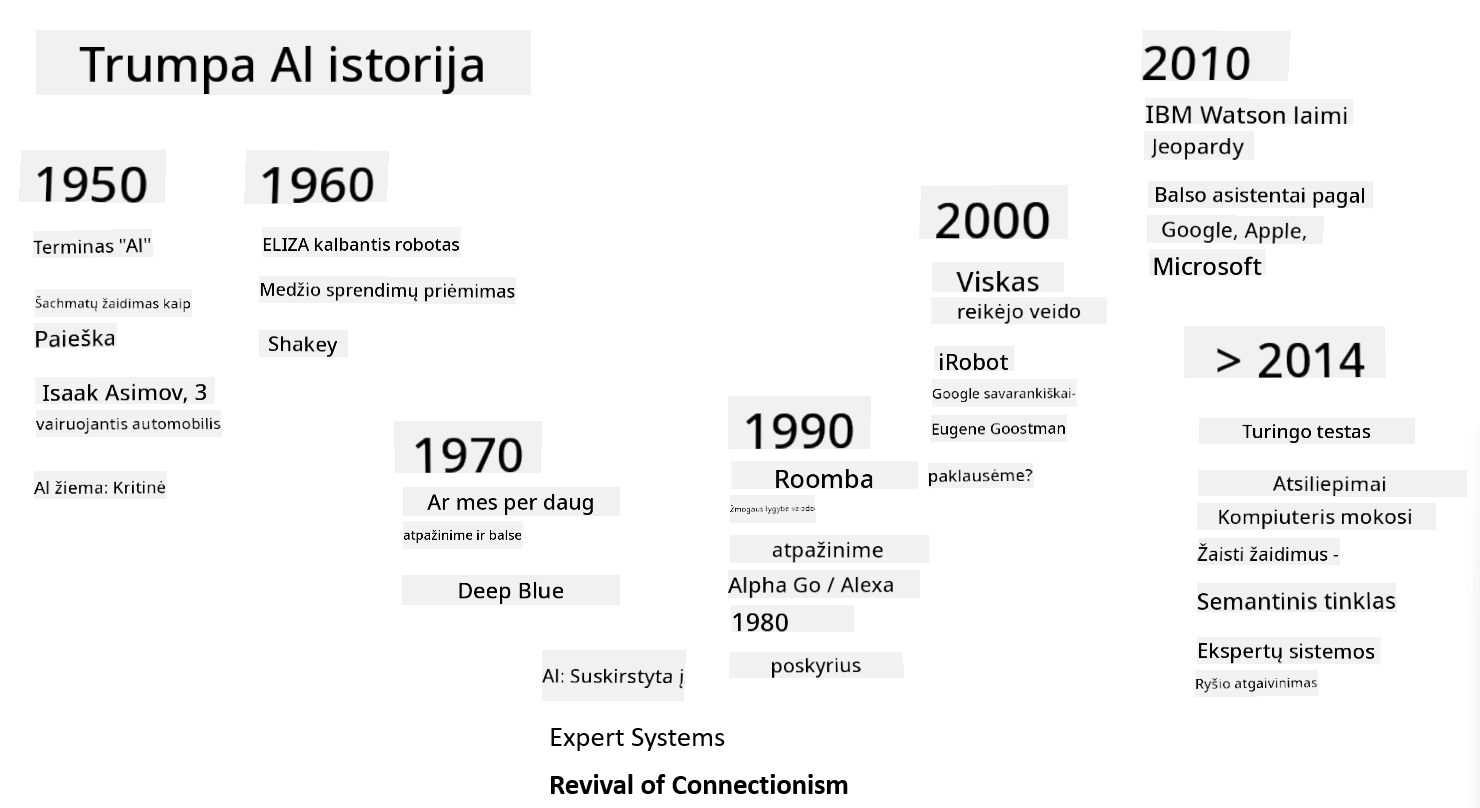 Trumpa AI istorija
1950
Terminas "AI"
Šachmatų žaidimas kaip
Paieška
Isaak Asimov, 3
vairuojantis automobilis
AI žiema: Kritinė
1960
ELIZA kalbantis robotas
Medžio sprendimų priėmimas
Shakey
1970
Ar mes per daug
atpažinime ir balse
Deep Blue
AI: Suskirstyta į
Expert Systems
Revival of Connectionism
1990
Roomba
Žmogaus lygybė
atpažinime
Alpha Go / Alexa
1980
poskyrius
2000
Viskas
reikėjo veido
iRobot
Google savarankiškai-
Eugene Goostman
paklausėme?
2010
IBM Watson laimi
Jeopardy
Balso asistentai pagal
Google, Apple,
Microsoft
> 2014
Turingo testas
Atsiliepimai
Kompiuteris mokosi
Žaisti žaidimus -
Semantinis tinklas
Ekspertų sistemos
Ryšio atgaivinimas